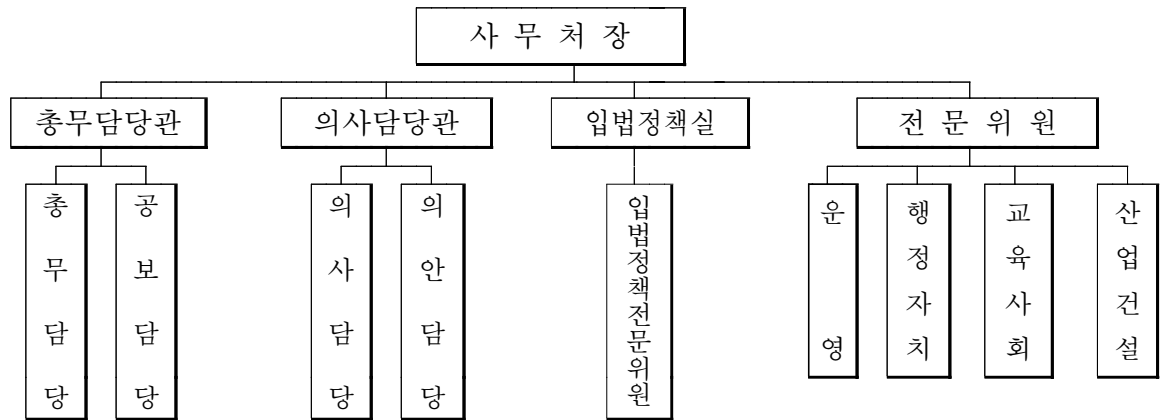 사 무 처 장
총무담당관
의사담당관
입법정책실
전 문 위 원
총무담당
공보담당
의사담당
의안담당
입법정책전문위원
운영
행정자치
교육사회
산업건설